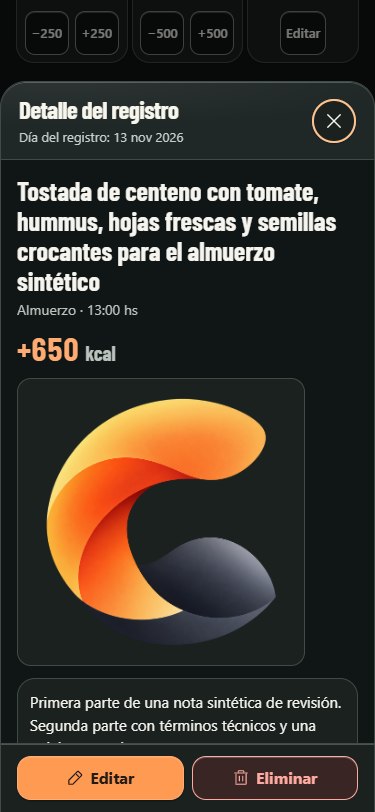 −250
+250
−500
+500
Editar
Detalle del registro
Día del registro: 13 nov 2026
Tostada de centeno con tomate,
hummus, hojas frescas y semillas
crocantes para el almuerzo
sintético
Almuerzo · 13:00 hs
+650 kcal
Primera parte de una nota sintética de revisión.
Segunda parte con términos técnicos y una
Editar
Eliminar